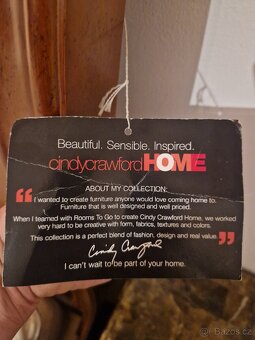 Beautiful. Sensible. Inspired.
cindycrawfordHOME
ABOUT MY COLLECTION:
“ I wanted to create furniture anyone would love coming home to.
Furniture that is well designed and well priced.
When I teamed with Rooms To Go to create Cindy Crawford Home, we worked
very hard to be creative with form, fabrics, textures and colors.
This collection is a perfect blend of fashion, design and real value. ”
Cindy Crawford
I can't wait to be part of your home.